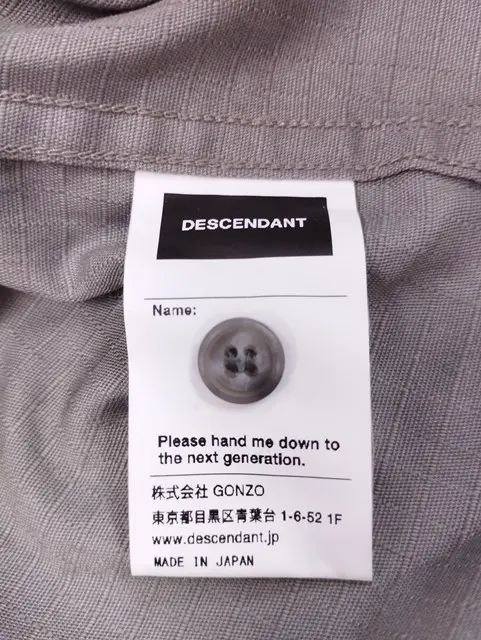 DESCENDANT
Name:
Please hand me down to
the next generation.
株式会社 GONZO
東京都目黒区青葉台 1-6-52 1F
www.descendant.jp
MADE IN JAPAN